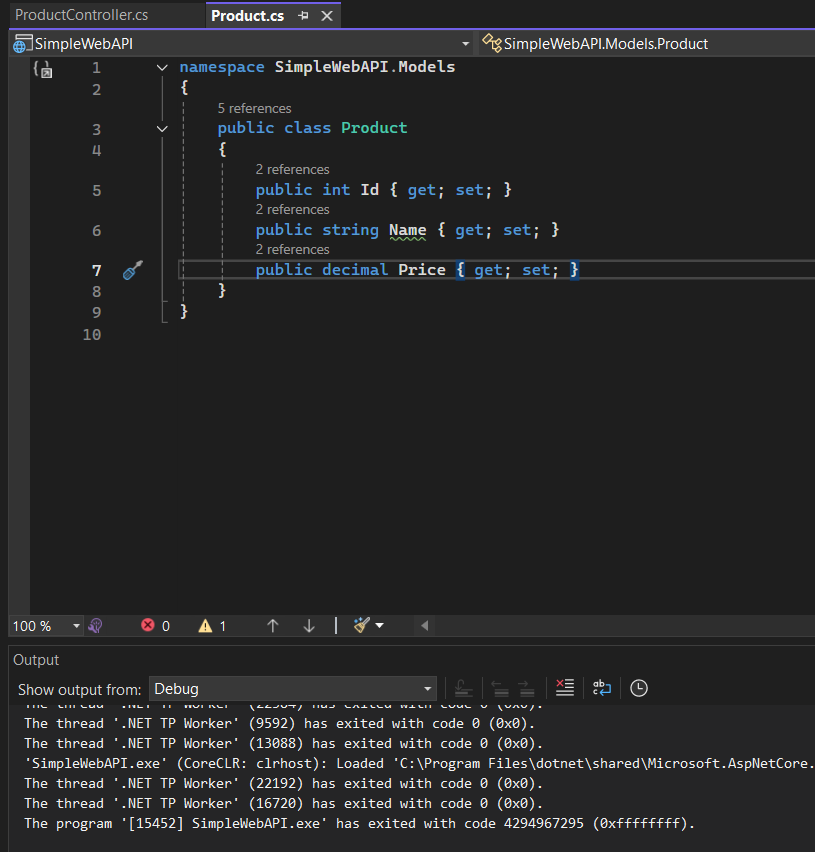 ProductController.cs
Product.cs
SimpleWebAPI
SimpleWebAPI.Models.Product
1 namespace SimpleWebAPI.Models
2 {
5 references
3 public class Product
4 {
2 references
5 public int Id { get; set; }
2 references
6 public string Name { get; set; }
2 references
7 public decimal Price { get; set; }
8 }
9 }
10
100 % 0 1
Output
Show output from: Debug
The thread '.NET TP Worker' (22964) has exited with code 0 (0x0).
The thread '.NET TP Worker' (9592) has exited with code 0 (0x0).
The thread '.NET TP Worker' (13088) has exited with code 0 (0x0).
'SimpleWebAPI.exe' (CoreCLR: clrhost): Loaded 'C:\Program Files\dotnet\shared\Microsoft.AspNetCore.
The thread '.NET TP Worker' (22192) has exited with code 0 (0x0).
The thread '.NET TP Worker' (16720) has exited with code 0 (0x0).
The program '[15452] SimpleWebAPI.exe' has exited with code 4294967295 (0xffffffff).